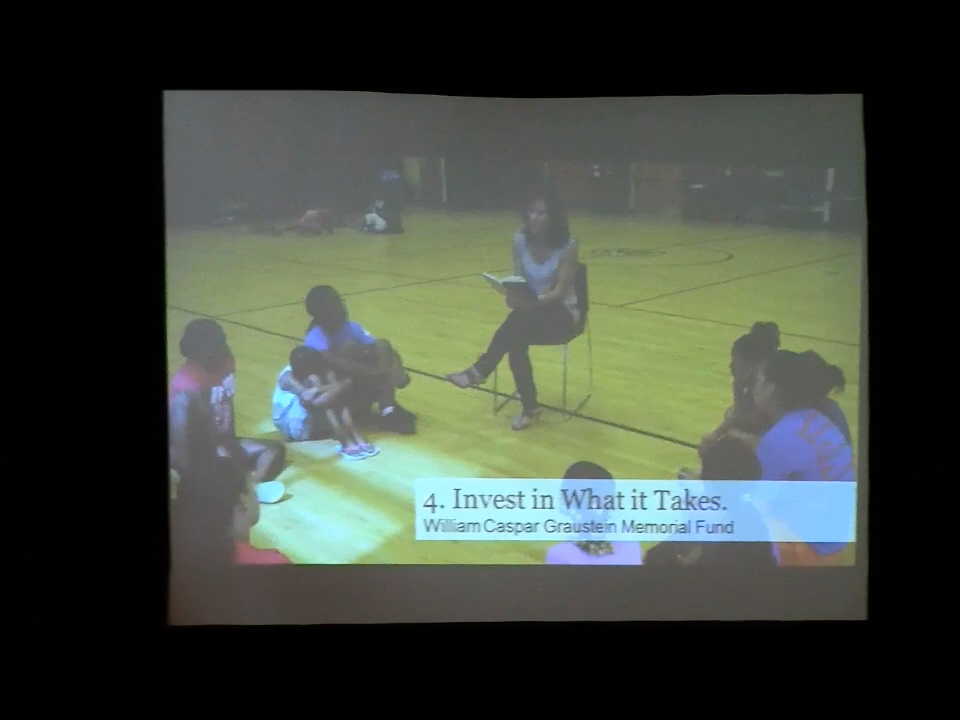 4. Invest in What it Takes.
William Caspar Graustein Memorial Fund